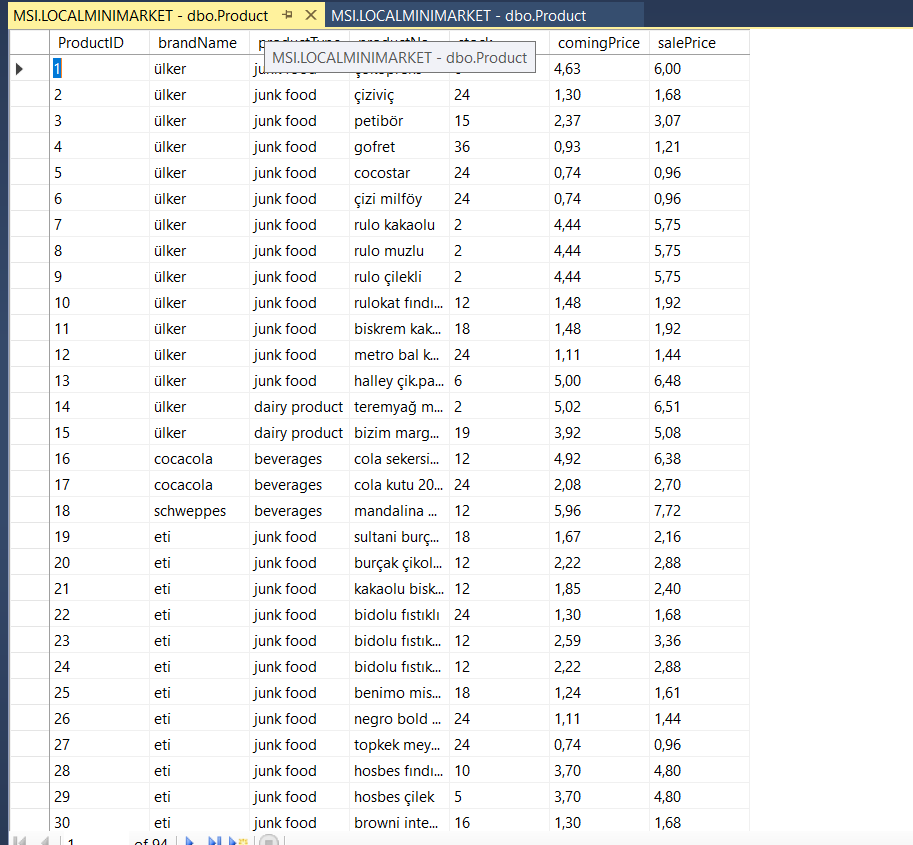 MSI.LOCALMINIMARKET - dbo.Product MSI.LOCALMINIMARKET - dbo.Product
ProductID brandName comingPrice salePrice
MSI.LOCALMINIMARKET - dbo.Product
1 ülker 4,63 6,00
2 ülker junk food çiziviç 24 1,30 1,68
3 ülker junk food petibör 15 2,37 3,07
4 ülker junk food gofret 36 0,93 1,21
5 ülker junk food cocostar 24 0,74 0,96
6 ülker junk food çizi milföy 24 0,74 0,96
7 ülker junk food rulo kakaolu 2 4,44 5,75
8 ülker junk food rulo muzlu 2 4,44 5,75
9 ülker junk food rulo çilekli 2 4,44 5,75
10 ülker junk food rulokat fındı... 12 1,48 1,92
11 ülker junk food biskrem kak... 18 1,48 1,92
12 ülker junk food metro bal k... 24 1,11 1,44
13 ülker junk food halley çik.pa... 6 5,00 6,48
14 ülker dairy product teremyağ m... 2 5,02 6,51
15 ülker dairy product bizim marg... 19 3,92 5,08
16 cocacola beverages cola sekersi... 12 4,92 6,38
17 cocacola beverages cola kutu 20... 24 2,08 2,70
18 schweppes beverages mandalina ... 12 5,96 7,72
19 eti junk food sultani burç... 18 1,67 2,16
20 eti junk food burçak çikol... 12 2,22 2,88
21 eti junk food kakaolu bisk... 12 1,85 2,40
22 eti junk food bidolu fıstıklı 24 1,30 1,68
23 eti junk food bidolu fıstık... 12 2,59 3,36
24 eti junk food bidolu fıstık... 12 2,22 2,88
25 eti junk food benimo mis... 18 1,24 1,61
26 eti junk food negro bold ... 24 1,11 1,44
27 eti junk food topkek mey... 24 0,74 0,96
28 eti junk food hosbes fındı... 10 3,70 4,80
29 eti junk food hosbes çilek 5 3,70 4,80
30 eti junk food browni inte... 16 1,30 1,68
1 of 94